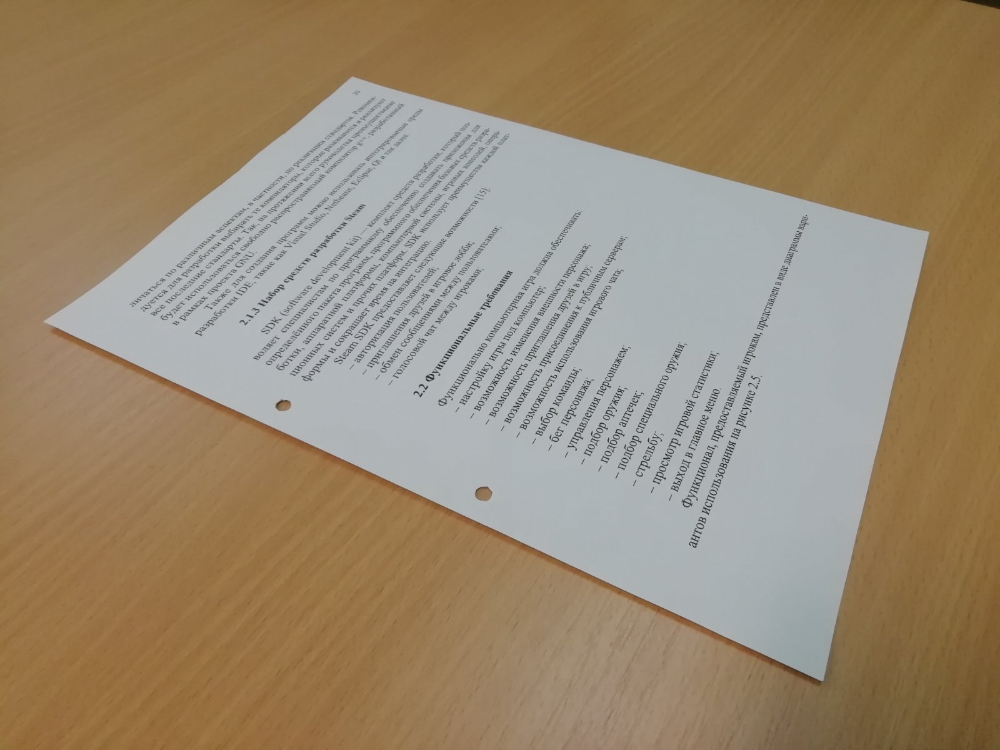 20
личаться по различным аспектам, в частности, по реализации стандартов. Рекомен-
дуется для разработки выбирать те компиляторы, которые развиваются и реализуют
все последние стандарты. Так, на протяжении всего руководства преимущественно
будет использоваться свободно распространяемый компилятор g++, разработанный
в рамках проекта GNU.
Также для создания программ можно использовать интегрированные среды
разработки IDE, такие как Visual Studio, Netbeans, Eclipse, Qt и так далее.
2.1.3 Набор средств разработки Steam
SDK (software development kit) — комплект средств разработки, который поз-
воляет специалистам по программному обеспечению создавать приложения для
определённого пакета программ, программного обеспечения базовых средств разра-
ботки, аппаратной платформы, компьютерной системы, игровых консолей, опера-
ционных систем и прочих платформ. SDK использует преимущества каждой плат-
формы и сокращает время на интеграцию.
Steam SDK предоставляет следующие возможности [15]:
– авторизация пользователей;
– приглашения друзей в игровое лобби;
– обмен сообщениями между пользователями;
– голосовой чат между игроками;
2.2 Функциональные требования
Функционально компьютерная игра должна обеспечивать:
– настройку игры под компьютер;
– возможность изменения внешности персонажа;
– возможность приглашения друзей в игру;
– возможность присоединения к публичным серверам;
– возможность использования игрового чата;
– выбор команды;
– бег персонажа;
– управления персонажем;
– подбор оружия;
– подбор аптечек;
– подбор специального оружия;
– стрельбу;
– просмотр игровой статистики;
– выход в главное меню.
Функционал, предоставляемый игрокам, представлен в виде диаграммы вари-
антов использования на рисунке 2.5.